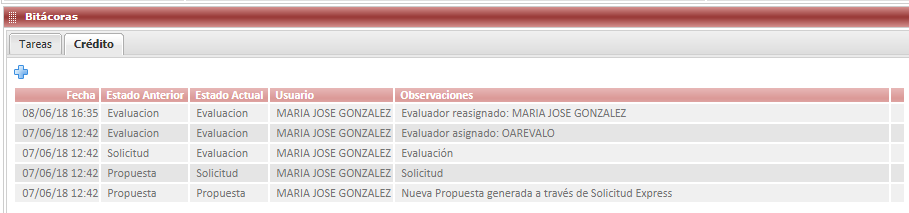 Bitácoras
Tareas Crédito
Fecha Estado Anterior Estado Actual Usuario Observaciones
08/06/18 16:35 Evaluacion Evaluacion MARIA JOSE GONZALEZ Evaluador reasignado: MARIA JOSE GONZALEZ
07/06/18 12:42 Evaluacion Evaluacion MARIA JOSE GONZALEZ Evaluador asignado: OAREVALO
07/06/18 12:42 Solicitud Evaluacion MARIA JOSE GONZALEZ Evaluación
07/06/18 12:42 Propuesta Solicitud MARIA JOSE GONZALEZ Solicitud
07/06/18 12:42 Propuesta Propuesta MARIA JOSE GONZALEZ Nueva Propuesta generada a través de Solicitud Express